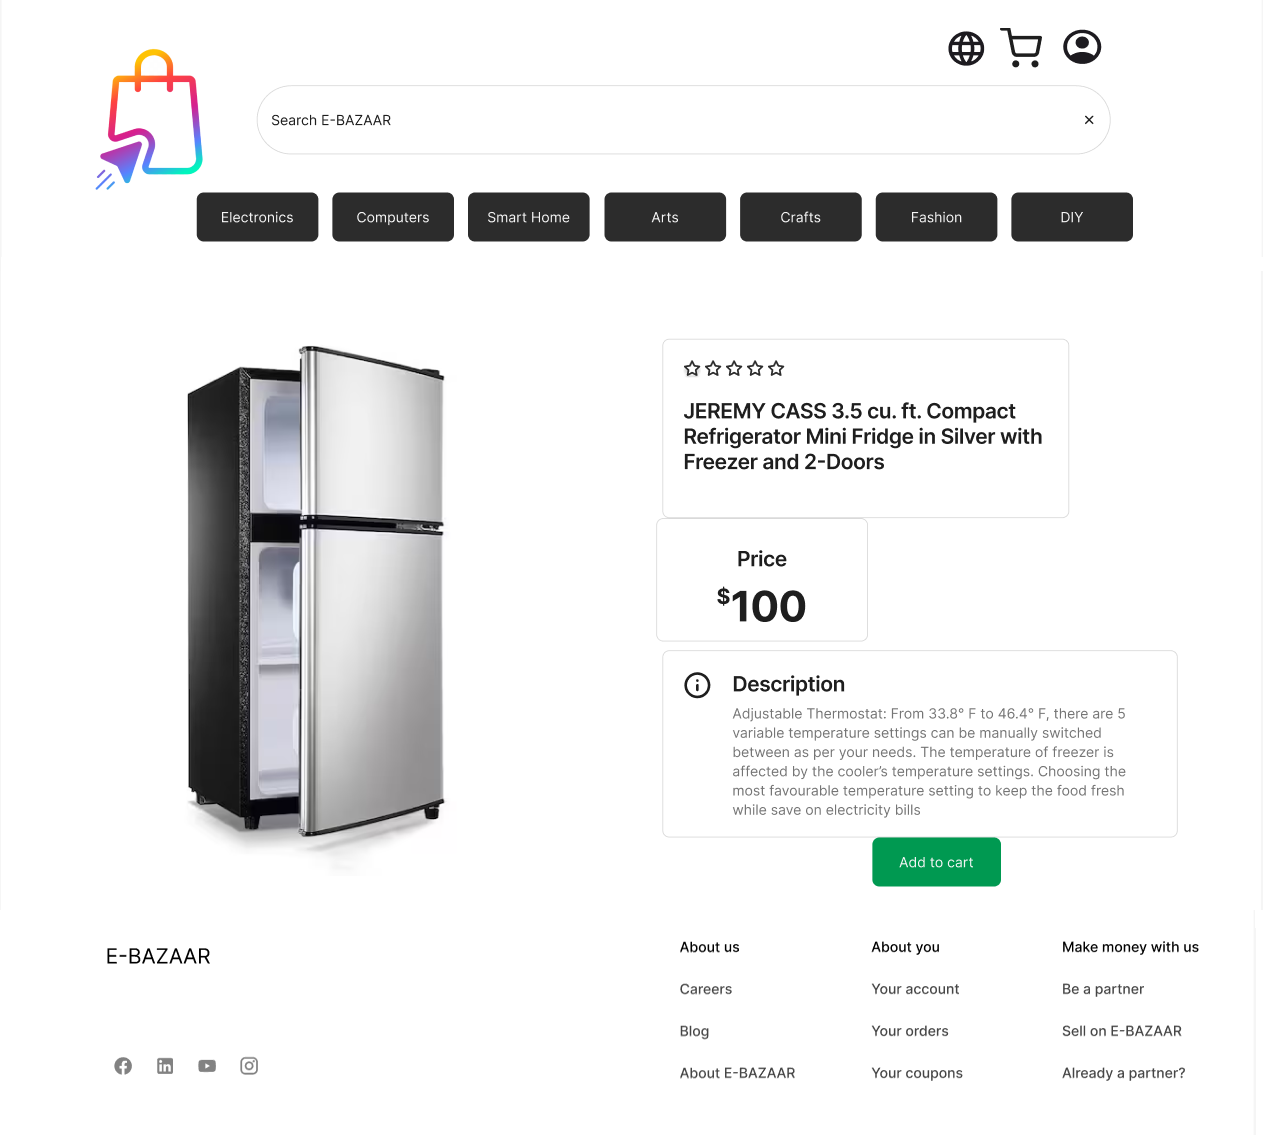 Search E-BAZAAR
Electronics
Computers
Smart Home
Arts
Crafts
Fashion
DIY
JEREMY CASS 3.5 cu. ft. Compact
Refrigerator Mini Fridge in Silver with
Freezer and 2-Doors
Price
$100
Description
Adjustable Thermostat: From 33.8° F to 46.4° F, there are 5
variable temperature settings can be manually switched
between as per your needs. The temperature of freezer is
affected by the cooler’s temperature settings. Choosing the
most favourable temperature setting to keep the food fresh
while save on electricity bills
Add to cart
E-BAZAAR
About us
Careers
Blog
About E-BAZAAR
About you
Your account
Your orders
Your coupons
Make money with us
Be a partner
Sell on E-BAZAAR
Already a partner?